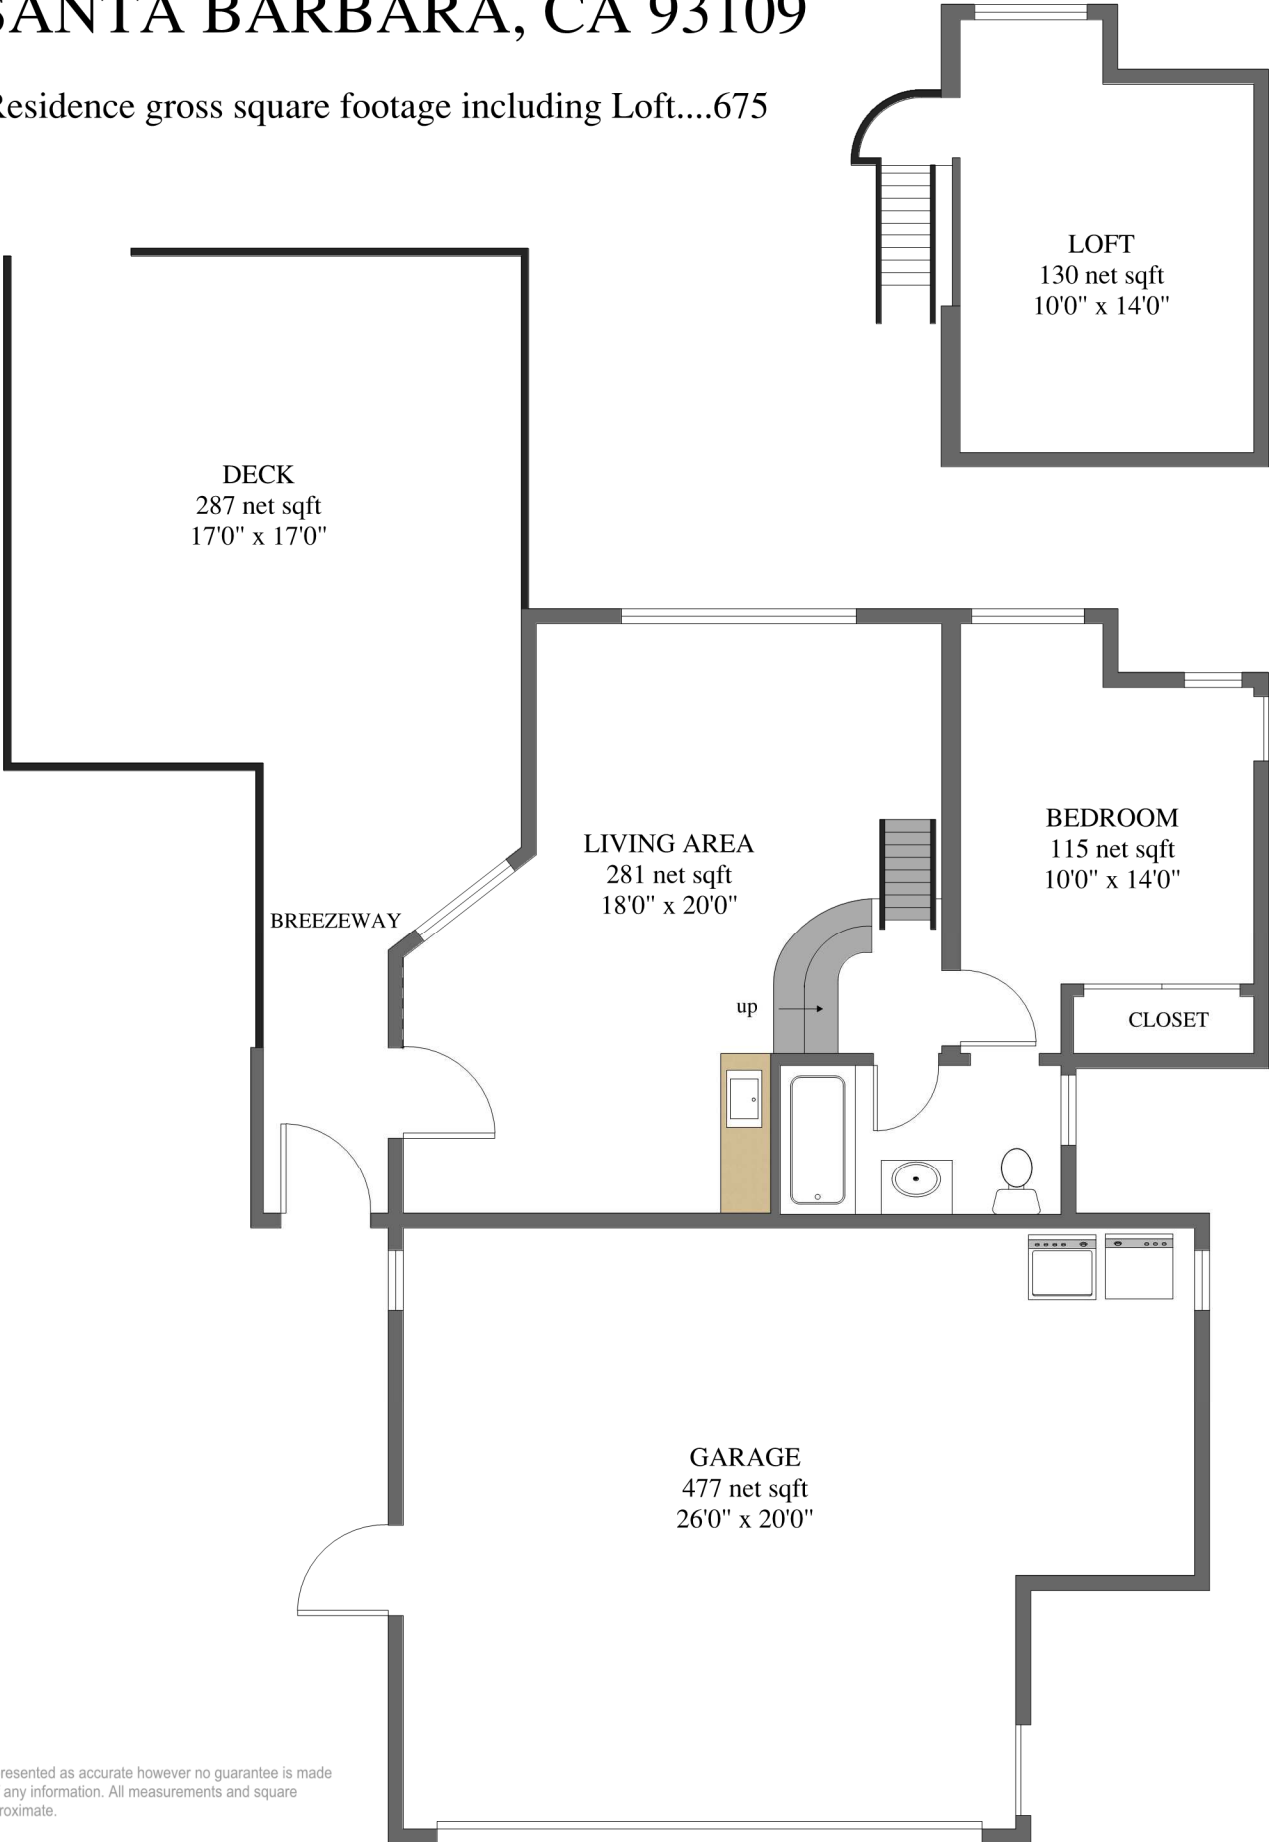 SANTA BARBARA, CA 93109
Residence gross square footage including Loft....675
LOFT
130 net sqft
10'0" x 14'0"
DECK
287 net sqft
17'0" x 17'0"
LIVING AREA
281 net sqft
18'0" x 20'0"
BEDROOM
115 net sqft
10'0" x 14'0"
BREEZEWAY
up
CLOSET
GARAGE
477 net sqft
26'0" x 20'0"
resented as accurate however no guarantee is made
any information. All measurements and square
roximate.